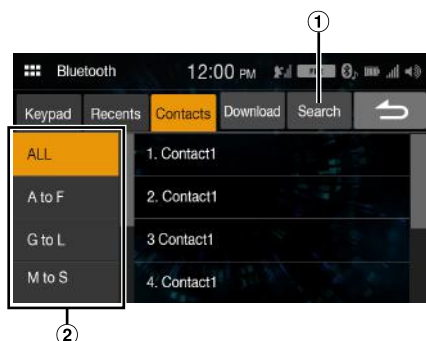 1
Bluetooth 12:00 PM
Keypad Recents Contacts Download Search
ALL 1. Contact1
A to F 2. Contact1
G to L 3 Contact1
M to S 4. Contact1
2